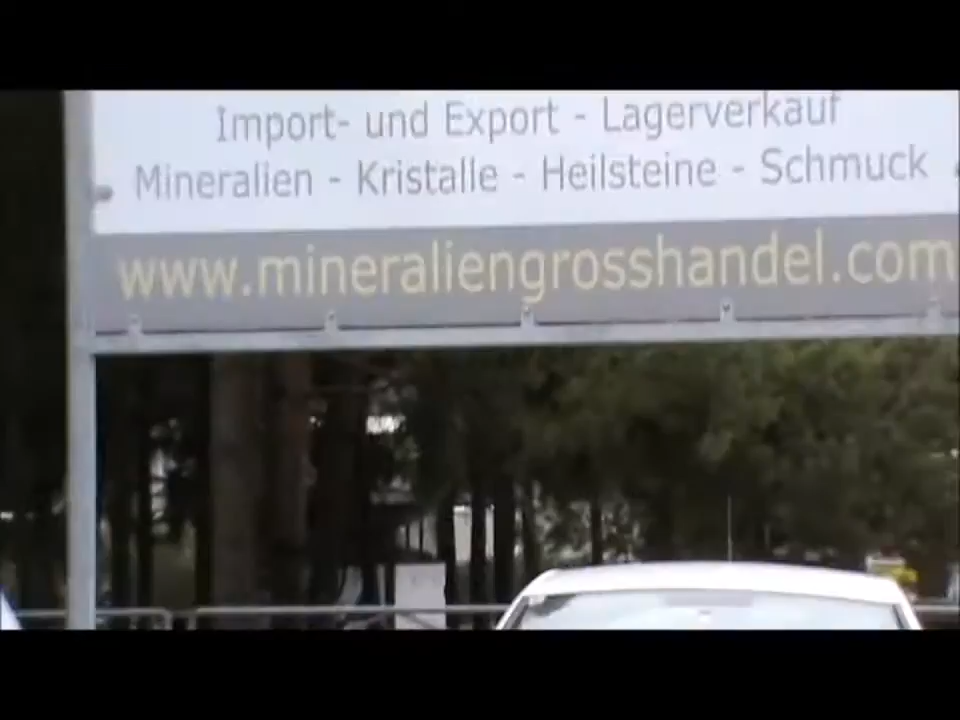 Import- und Export - Lagerverkauf
Mineralien - Kristalle - Heilsteine - Schmuck
www.mineraliengrosshandel.com